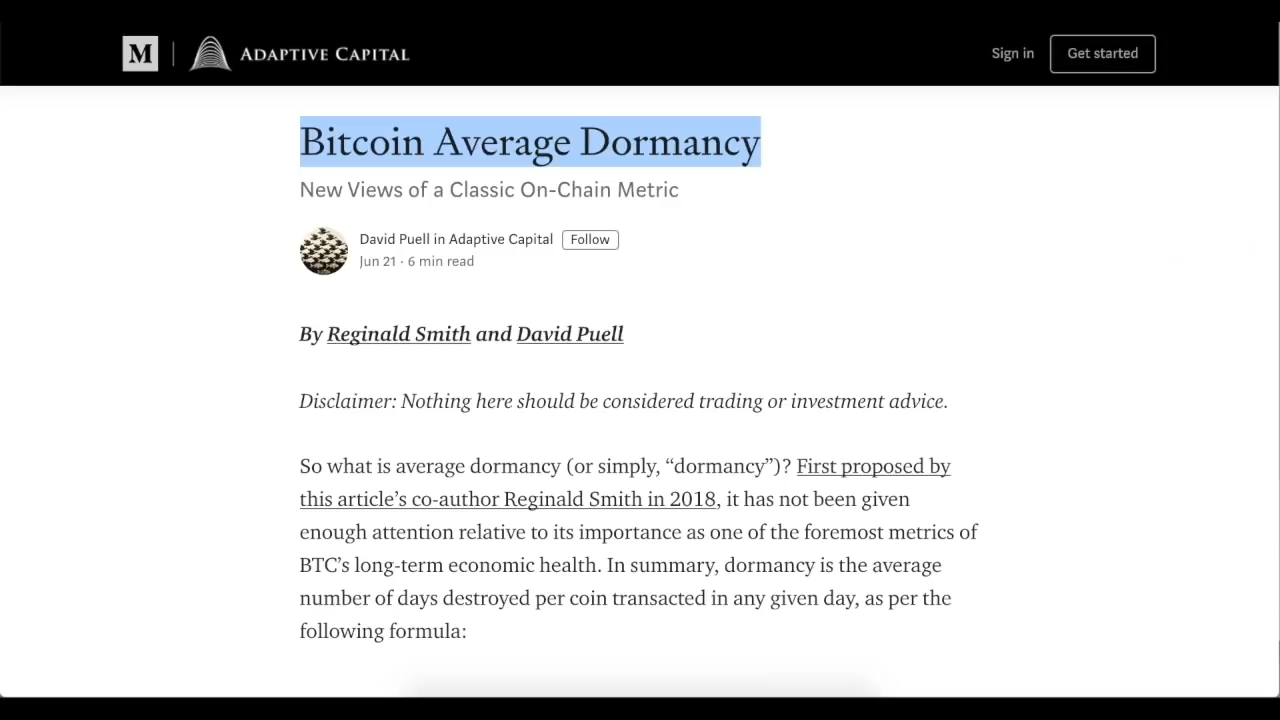 M | ADAPTIVE CAPITAL
Sign in
Get started
Bitcoin Average Dormancy
New Views of a Classic On-Chain Metric
David Puell in Adaptive Capital Follow
Jun 21 · 6 min read
By Reginald Smith and David Puell
Disclaimer: Nothing here should be considered trading or investment advice.
So what is average dormancy (or simply, “dormancy”)? First proposed by
this article’s co-author Reginald Smith in 2018, it has not been given
enough attention relative to its importance as one of the foremost metrics of
BTC’s long-term economic health. In summary, dormancy is the average
number of days destroyed per coin transacted in any given day, as per the
following formula: